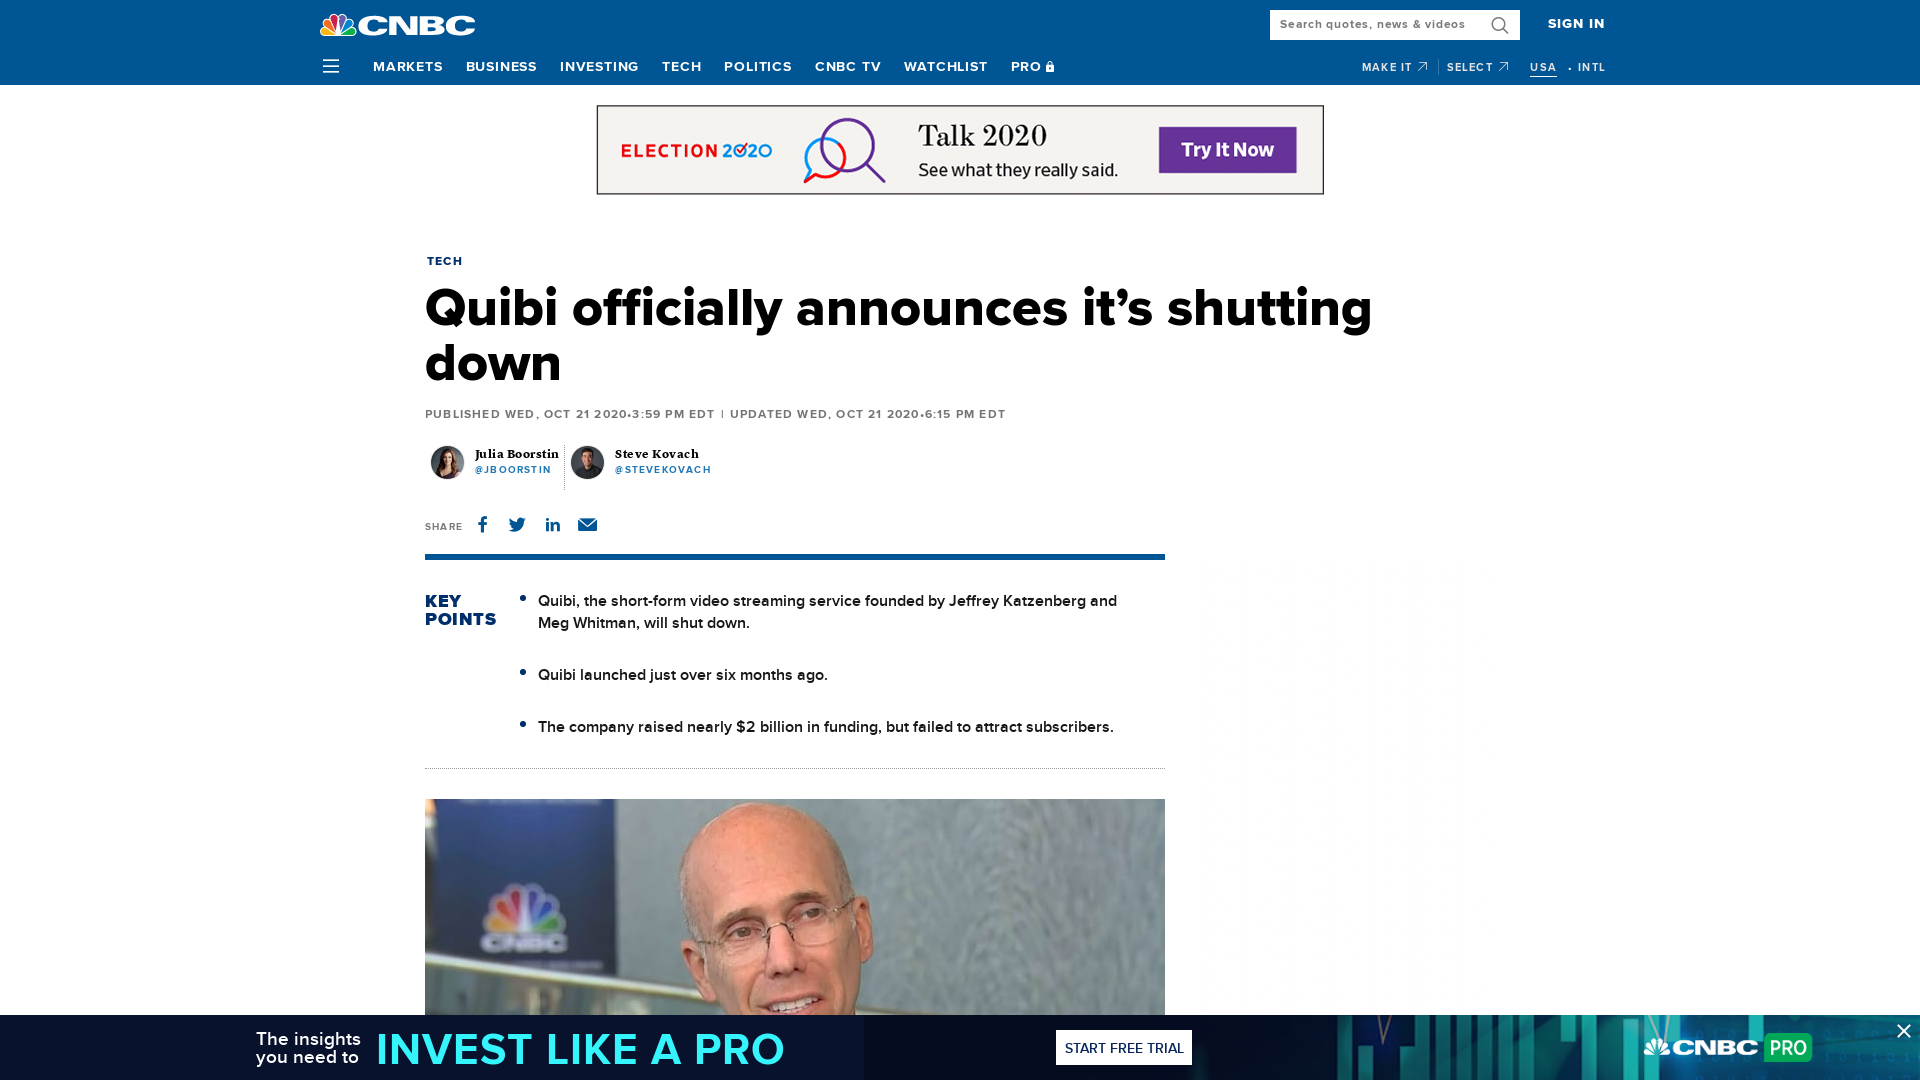 CNBC
Search quotes, news & videos
SIGN IN
MARKETS BUSINESS INVESTING TECH POLITICS CNBC TV WATCHLIST PRO
MAKE IT SELECT USA • INTL
ELECTION 2020
Talk 2020
See what they really said.
Try It Now
TECH
Quibi officially announces it’s shutting
down
PUBLISHED WED, OCT 21 2020•3:59 PM EDT | UPDATED WED, OCT 21 2020•6:15 PM EDT
Julia Boorstin
@JBOORSTIN
Steve Kovach
@STEVEKOVACH
SHARE
KEY
POINTS
Quibi, the short-form video streaming service founded by Jeffrey Katzenberg and
Meg Whitman, will shut down.
Quibi launched just over six months ago.
The company raised nearly $2 billion in funding, but failed to attract subscribers.
CNBC
The insights
you need to
INVEST LIKE A PRO
START FREE TRIAL
CNBC PRO